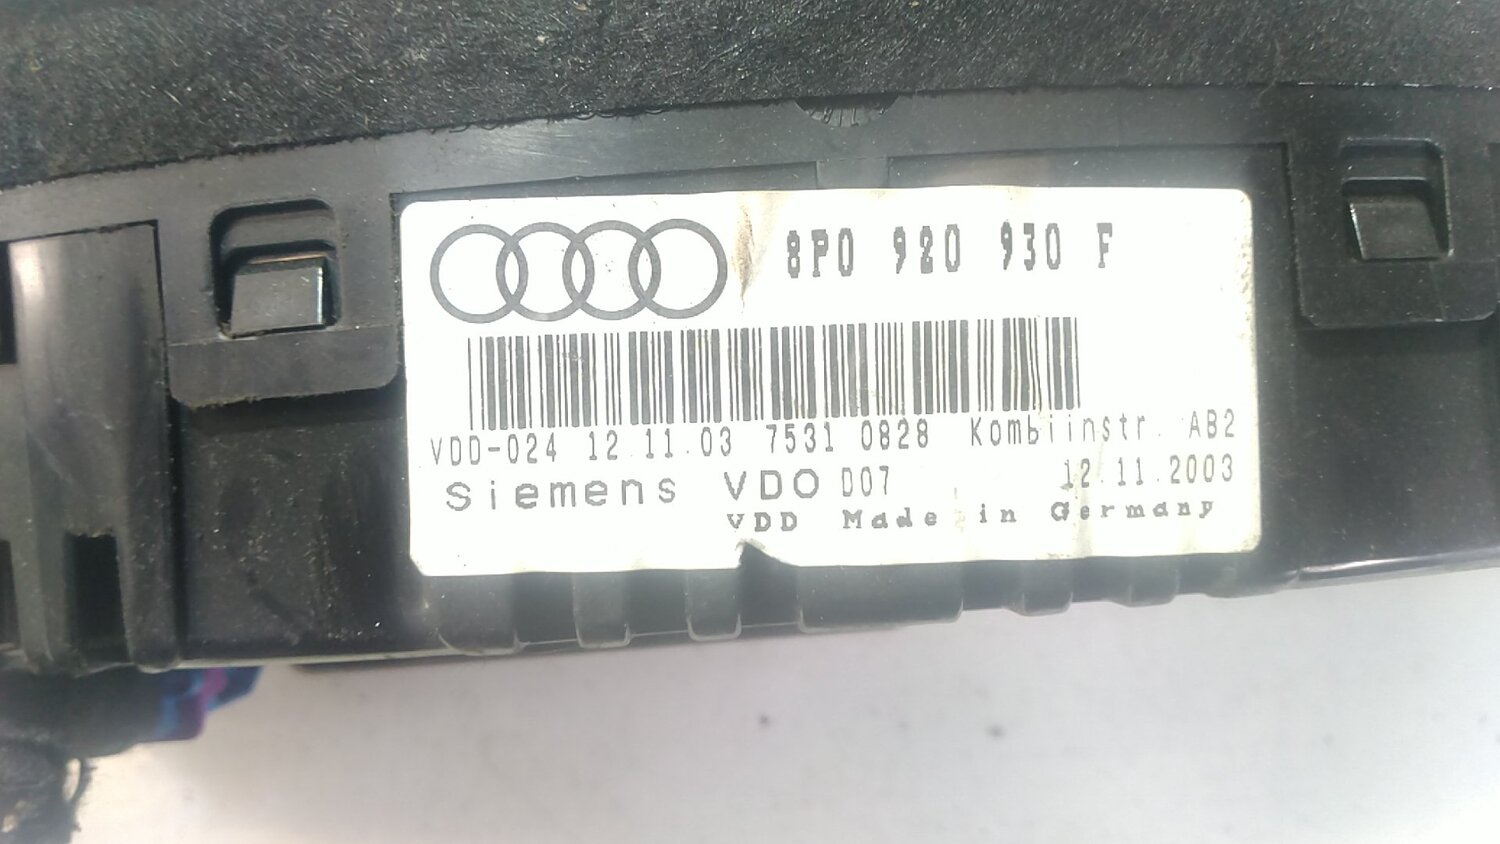 8P0 920 930 F
VDD-024 12.11.03 7531 0828 Kombiinstr. AB2
Siemens VDO D07 12.11.2003
VDD Made in Germany